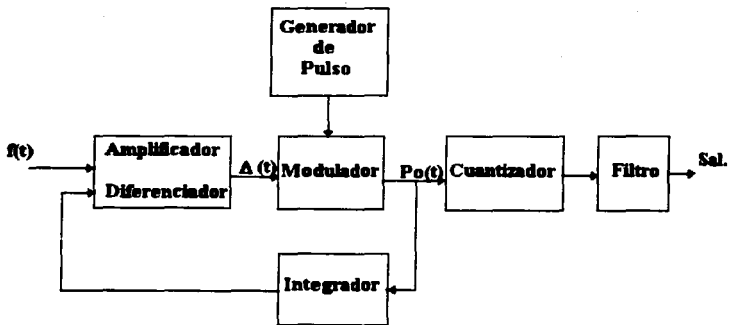 Generador
de
Pulso
f(t)
Amplificador
Diferenciador
Δ (t)
Modulador
Po(t)
Cuantizador
Filtro
Sal.
Integrador